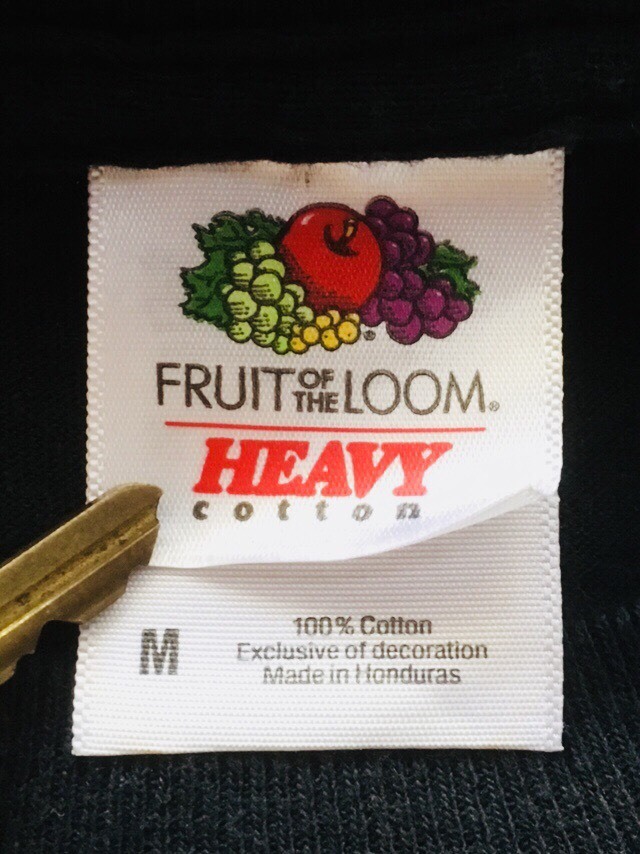 FRUIT OF THE LOOM®
HEAVY
cotton
M
100% Cotton
Exclusive of decoration
Made in Honduras